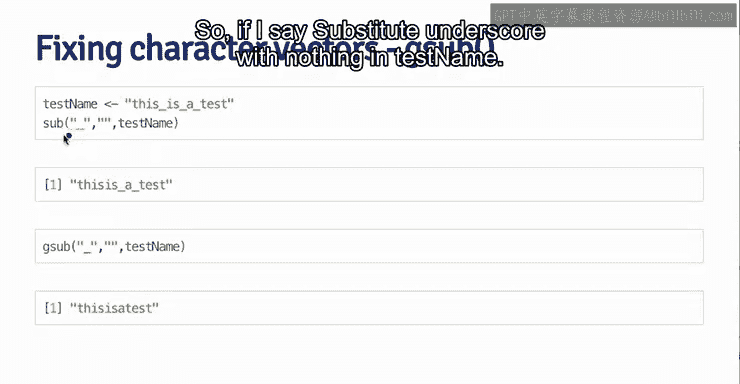 So, if I say Substitute underscore
with nothing in testName.
Fixing character vectors - gsub()
testName <- "this_is_a_test"
sub("_","",testName)
[1] "thisis_a_test"
gsub("_","",testName)
[1] "thisisatest"